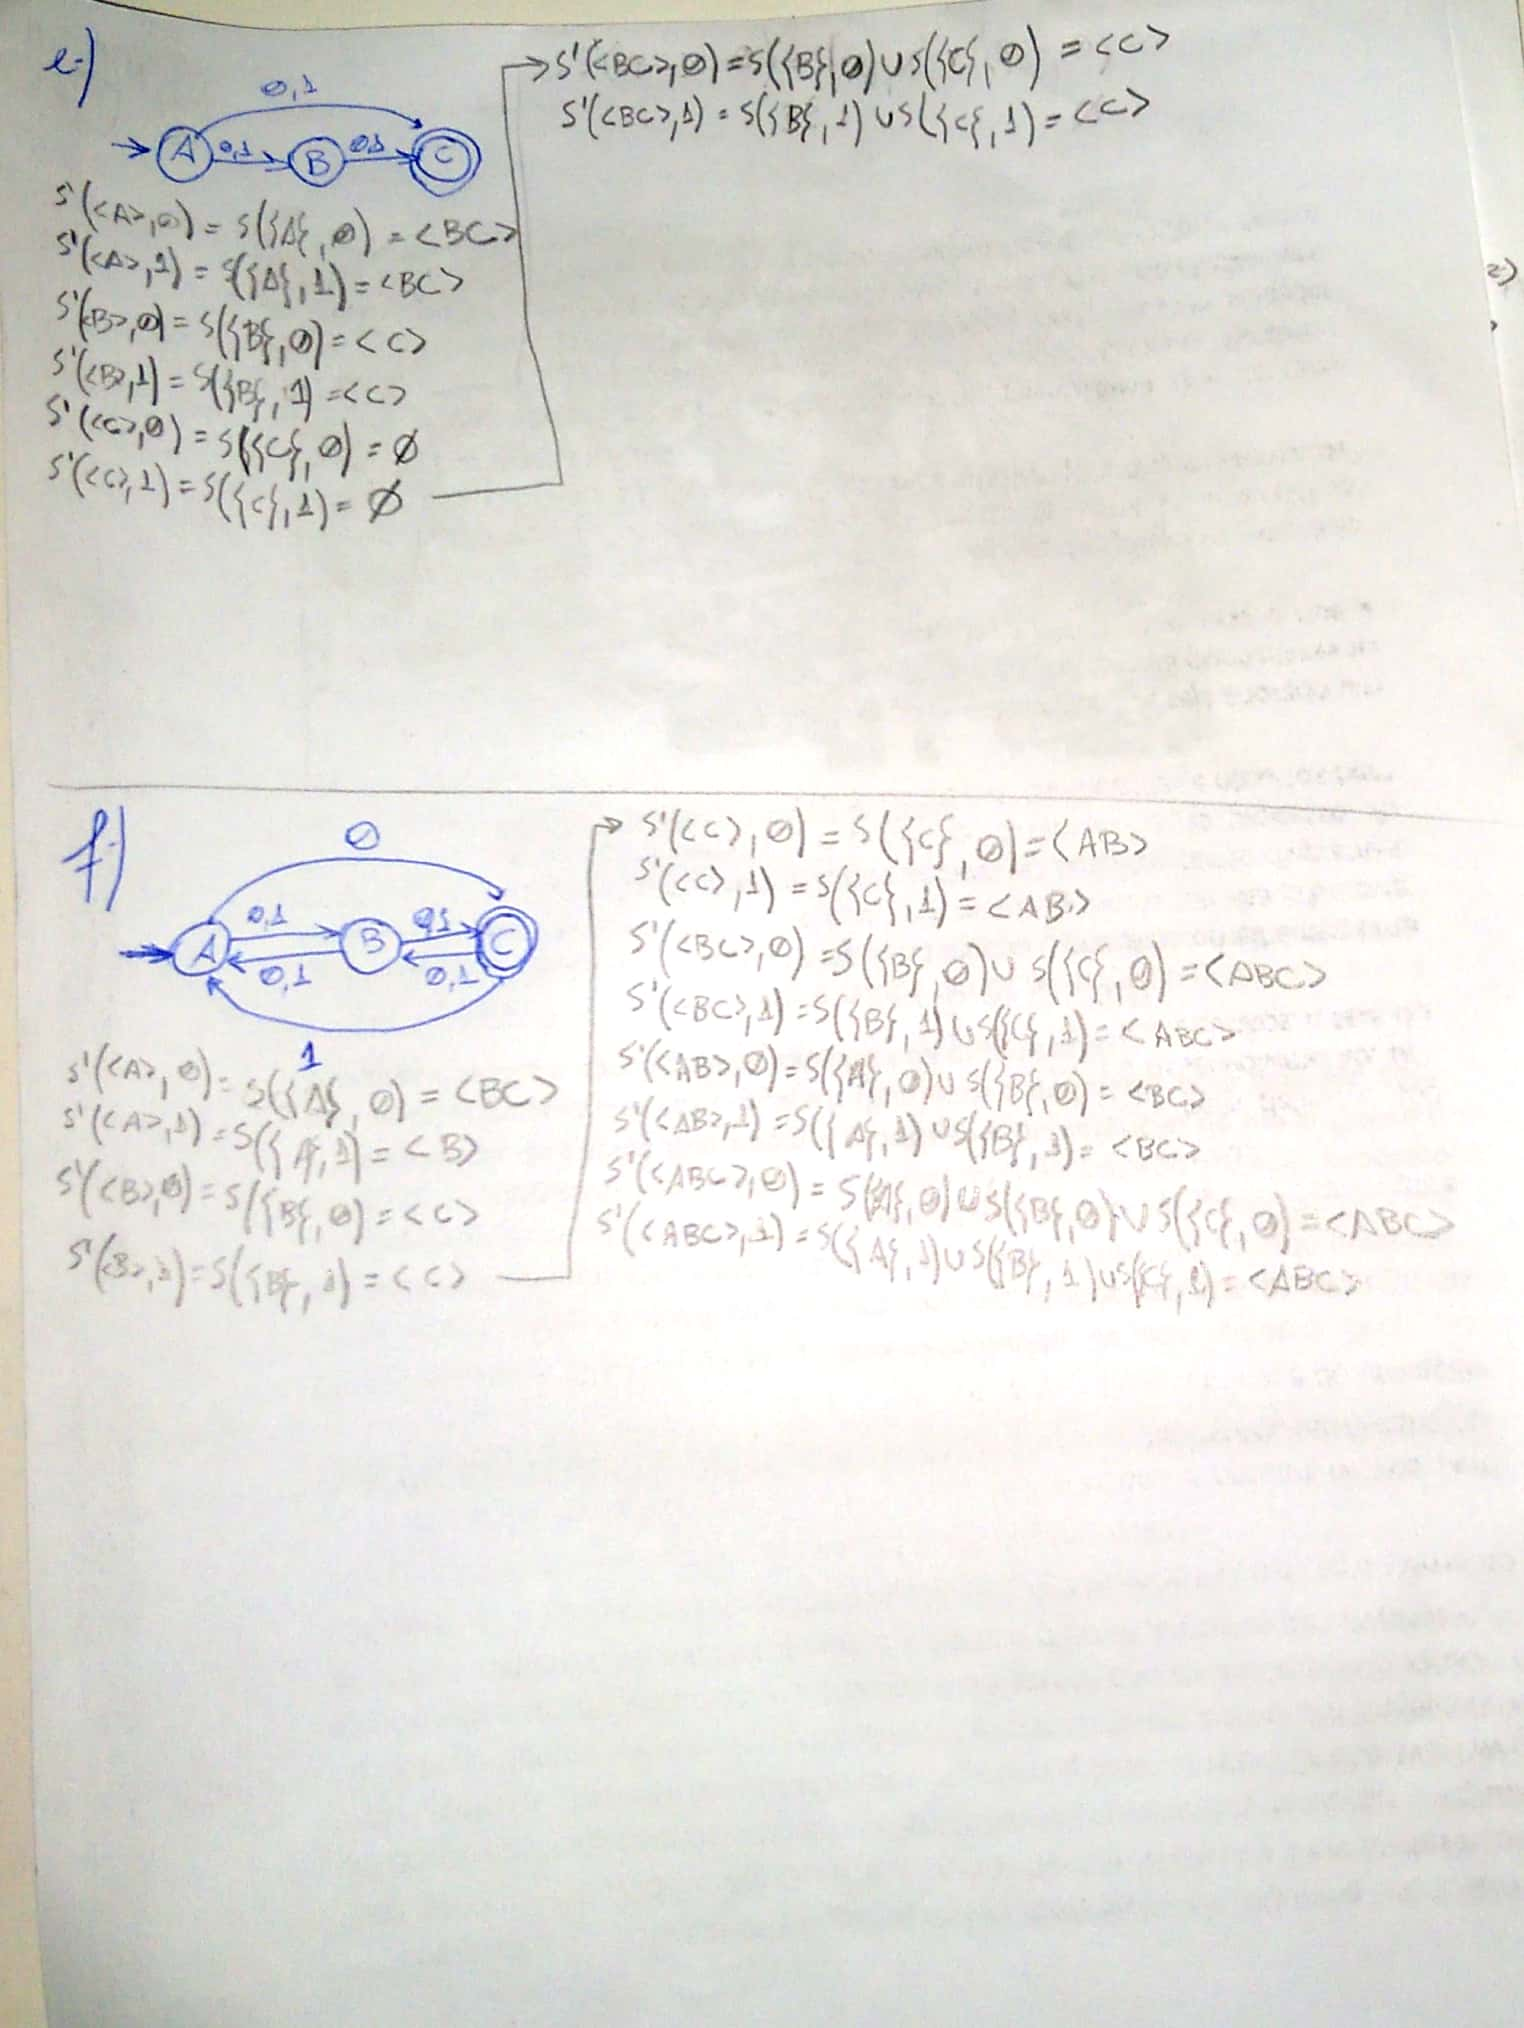 e-)
0,1
A 0,1 B 0,1 C
S'(<A>,0) = S({A},0) = <BC>
S'(<A>,1) = S({A},1) = <BC>
S'(<B>,0) = S({B},0) = <C>
S'(<B>,1) = S({B},1) = <C>
S'(<C>,0) = S({C},0) = Ø
S'(<C>,1) = S({C},1) = Ø
S'(<BC>,0) = S({B},0) ∪ S({C},0) = <C>
S'(<BC>,1) = S({B},1) ∪ S({C},1) = <C>
2-)
f-)
0
0,1 0,1
A B C
0,1 0,1
1
S'(<A>,0) = S({A},0) = <BC>
S'(<A>,1) = S({A},1) = <B>
S'(<B>,0) = S({B},0) = <C>
S'(<B>,1) = S({B},1) = <C>
S'(<C>,0) = S({C},0) = <AB>
S'(<C>,1) = S({C},1) = <AB>
S'(<BC>,0) = S({B},0) ∪ S({C},0) = <ABC>
S'(<BC>,1) = S({B},1) ∪ S({C},1) = <ABC>
S'(<AB>,0) = S({A},0) ∪ S({B},0) = <BC>
S'(<AB>,1) = S({A},1) ∪ S({B},1) = <BC>
S'(<ABC>,0) = S({A},0) ∪ S({B},0) ∪ S({C},0) = <ABC>
S'(<ABC>,1) = S({A},1) ∪ S({B},1) ∪ S({C},1) = <ABC>